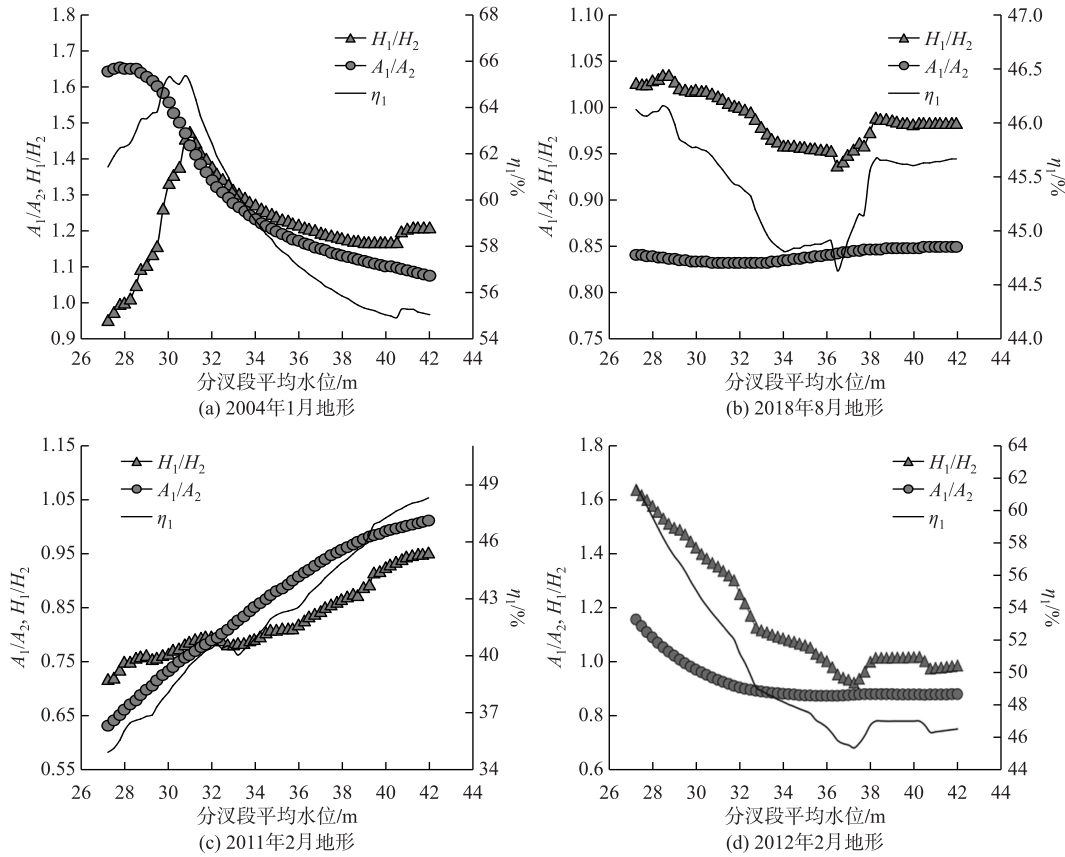 1.8
1.7
1.6
1.5
1.4
1.3
1.2
1.1
1.0
0.9
A₁/A₂, H₁/H₂
68
66
64
62
60
58
56
54
η₁/%
H₁/H₂
A₁/A₂
η₁
26 28 30 32 34 36 38 40 42 44
分汊段平均水位/m
(a) 2004年1月地形
1.10
1.05
1.00
0.95
0.90
0.85
0.80
0.75
A₁/A₂, H₁/H₂
47.0
46.5
46.0
45.5
45.0
44.5
44.0
η₁/%
H₁/H₂
A₁/A₂
η₁
26 28 30 32 34 36 38 40 42 44
分汊段平均水位/m
(b) 2018年8月地形
1.15
1.05
0.95
0.85
0.75
0.65
0.55
A₁/A₂, H₁/H₂
49
46
43
40
37
34
η₁/%
H₁/H₂
A₁/A₂
η₁
26 28 30 32 34 36 38 40 42 44
分汊段平均水位/m
(c) 2011年2月地形
1.8
1.6
1.4
1.2
1.0
0.8
0.6
A₁/A₂, H₁/H₂
64
62
60
58
56
54
52
50
48
46
44
η₁/%
H₁/H₂
A₁/A₂
η₁
26 28 30 32 34 36 38 40 42 44
分汊段平均水位/m
(d) 2012年2月地形